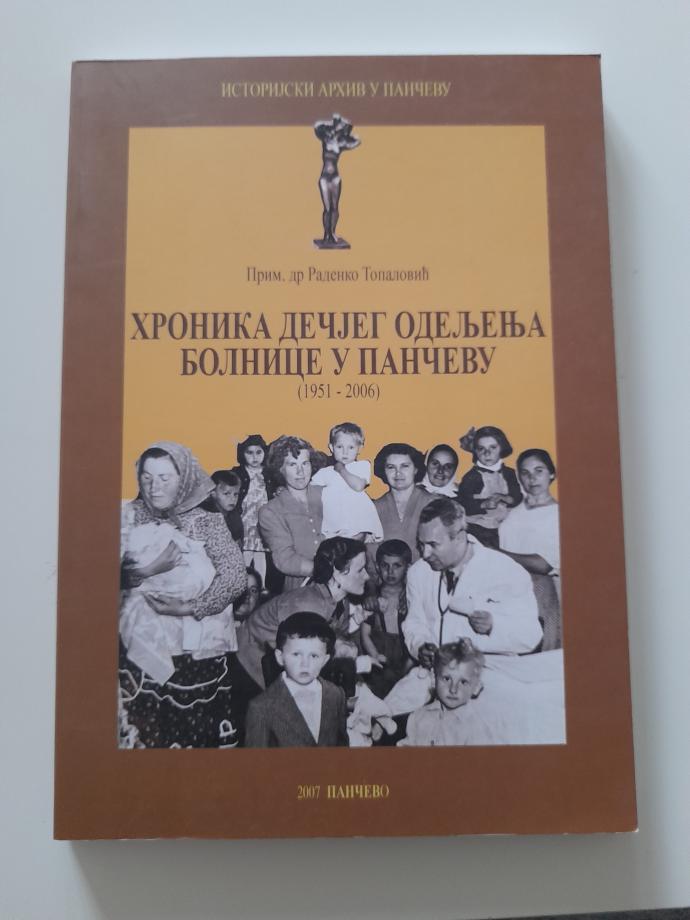 ИСТОРИЈСКИ АРХИВ У ПАНЧЕВУ
Прим. др Раденко Топаловић
ХРОНИКА ДЕЧЈЕГ ОДЕЉЕЊА
БОЛНИЦЕ У ПАНЧЕВУ
(1951 - 2006)
2007 ПАНЧЕВО